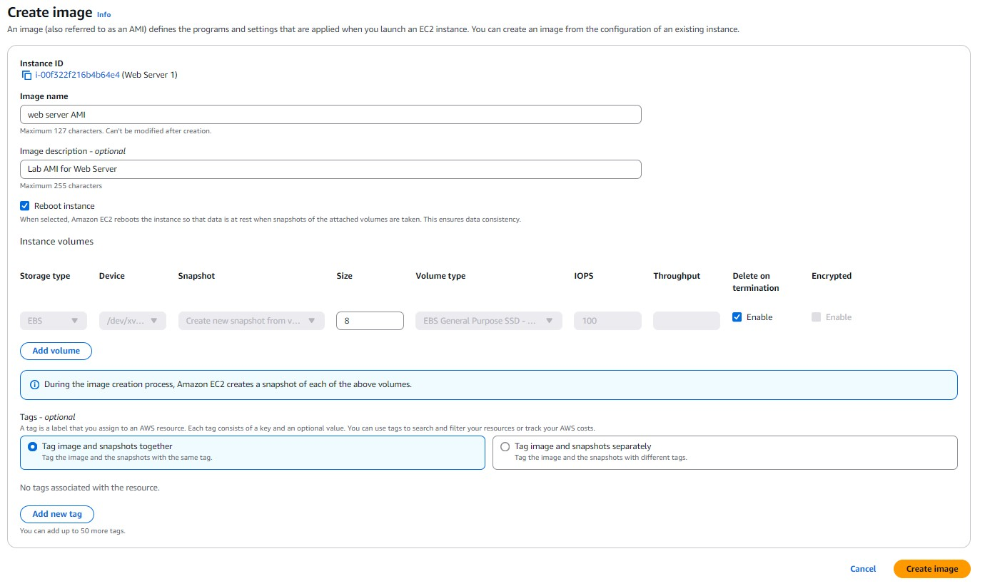 Create image Info
An image (also referred to as an AMI) defines the programs and settings that are applied when you launch an EC2 instance. You can create an image from the configuration of an existing instance.
Instance ID
i-00f322f216b4b64e4 (Web Server 1)
Image name
web server AMI
Maximum 127 characters. Can't be modified after creation.
Image description - optional
Lab AMI for Web Server
Maximum 255 characters
Reboot instance
When selected, Amazon EC2 reboots the instance so that data is at rest when snapshots of the attached volumes are taken. This ensures data consistency.
Instance volumes
Storage type Device Snapshot Size Volume type IOPS Throughput Delete on termination Encrypted
EBS /dev/xv... Create new snapshot from v... 8 EBS General Purpose SSD - ... 100 Enable Enable
Add volume
During the image creation process, Amazon EC2 creates a snapshot of each of the above volumes.
Tags - optional
A tag is a label that you assign to an AWS resource. Each tag consists of a key and an optional value. You can use tags to search and filter your resources or track your AWS costs.
Tag image and snapshots together
Tag the image and the snapshots with the same tag.
Tag image and snapshots separately
Tag the image and the snapshots with different tags.
No tags associated with the resource.
Add new tag
You can add up to 50 more tags.
Cancel Create image